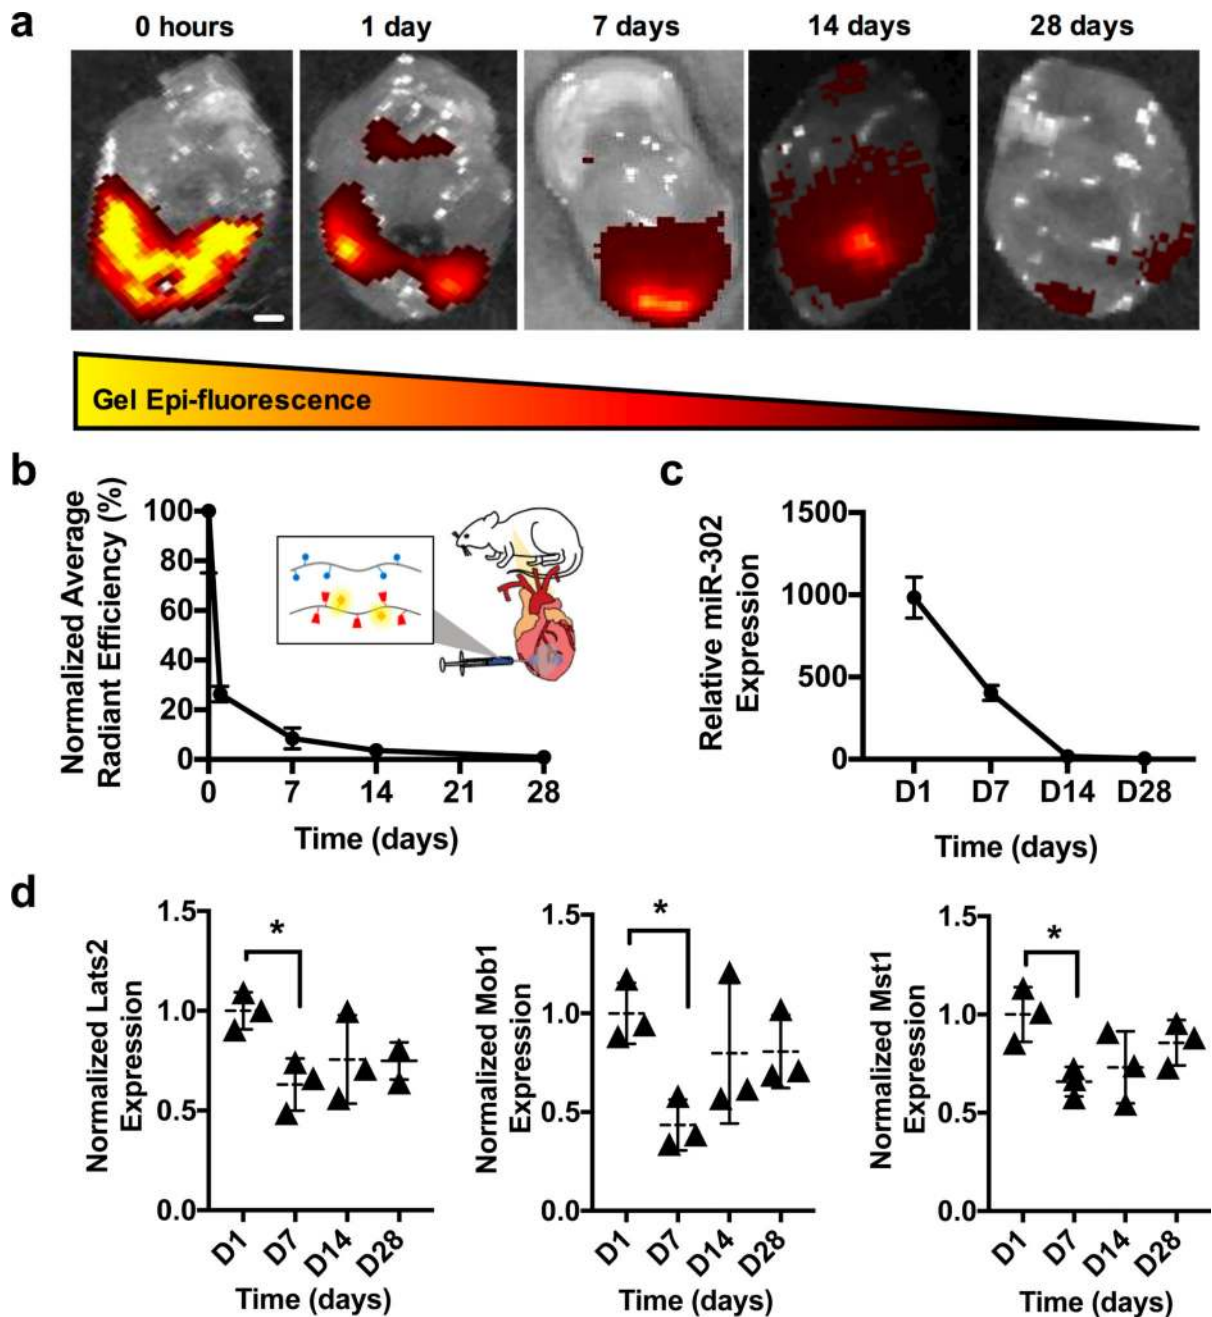 a
0 hours
1 day
7 days
14 days
28 days
Gel Epi-fluorescence
b
Normalized Average
Radiant Efficiency (%)
100
80
60
40
20
0
0
7
14
21
28
Time (days)
c
Relative miR-302
Expression
1500
1000
500
0
D1
D7
D14
D28
Time (days)
d
Normalized Lats2
Expression
1.5
1.0
0.5
0.0
*
D1
D7
D14
D28
Time (days)
Normalized Mob1
Expression
1.5
1.0
0.5
0.0
*
D1
D7
D14
D28
Time (days)
Normalized Mst1
Expression
1.5
1.0
0.5
0.0
*
D1
D7
D14
D28
Time (days)